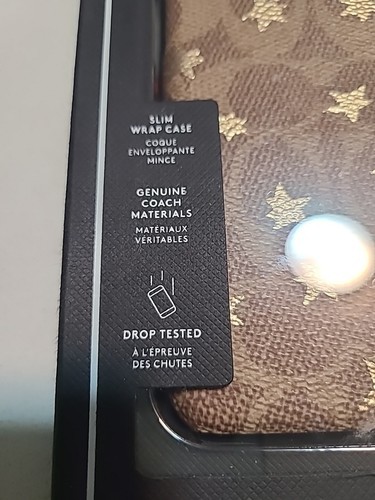 SLIM
WRAP CASE
COQUE
ENVELOPPANTE
MINCE
GENUINE
COACH
MATERIALS
MATÉRIAUX
VÉRITABLES
DROP TESTED
À L'ÉPREUVE
DES CHUTES